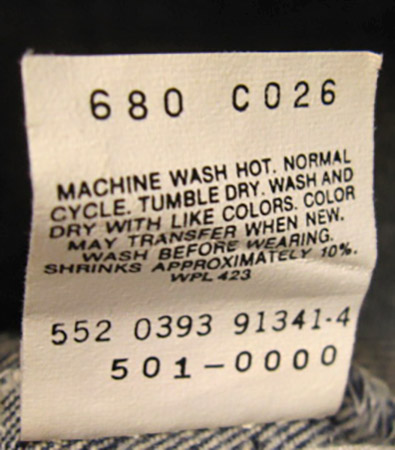 680 C026
MACHINE WASH HOT. NORMAL
CYCLE. TUMBLE DRY. WASH AND
DRY WITH LIKE COLORS. COLOR
MAY TRANSFER WHEN NEW.
WASH BEFORE WEARING.
SHRINKS APPROXIMATELY 10%.
WPL 423
552 0393 91341-4
501-0000